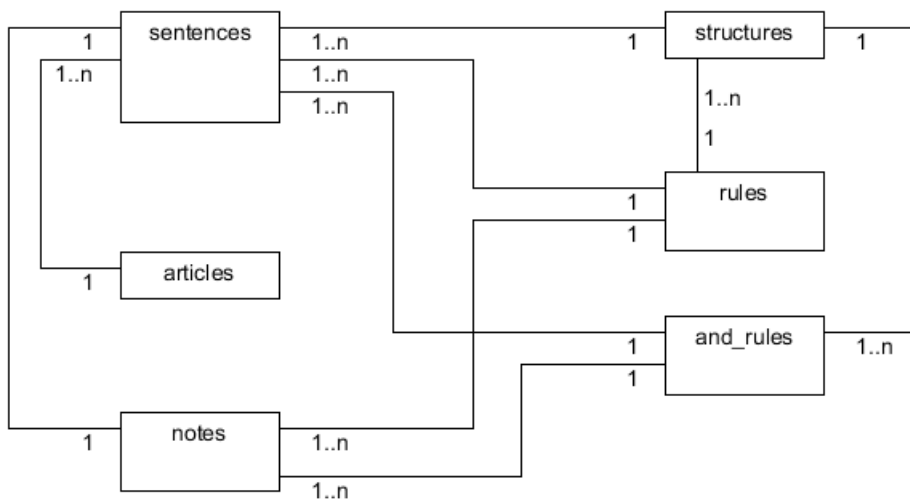 sentences
structures
1
1..n
1
1
1..n
1..n
1..n
1..n
1
rules
1
1
articles
1
and_rules
1
1..n
1
notes
1
1..n
1..n